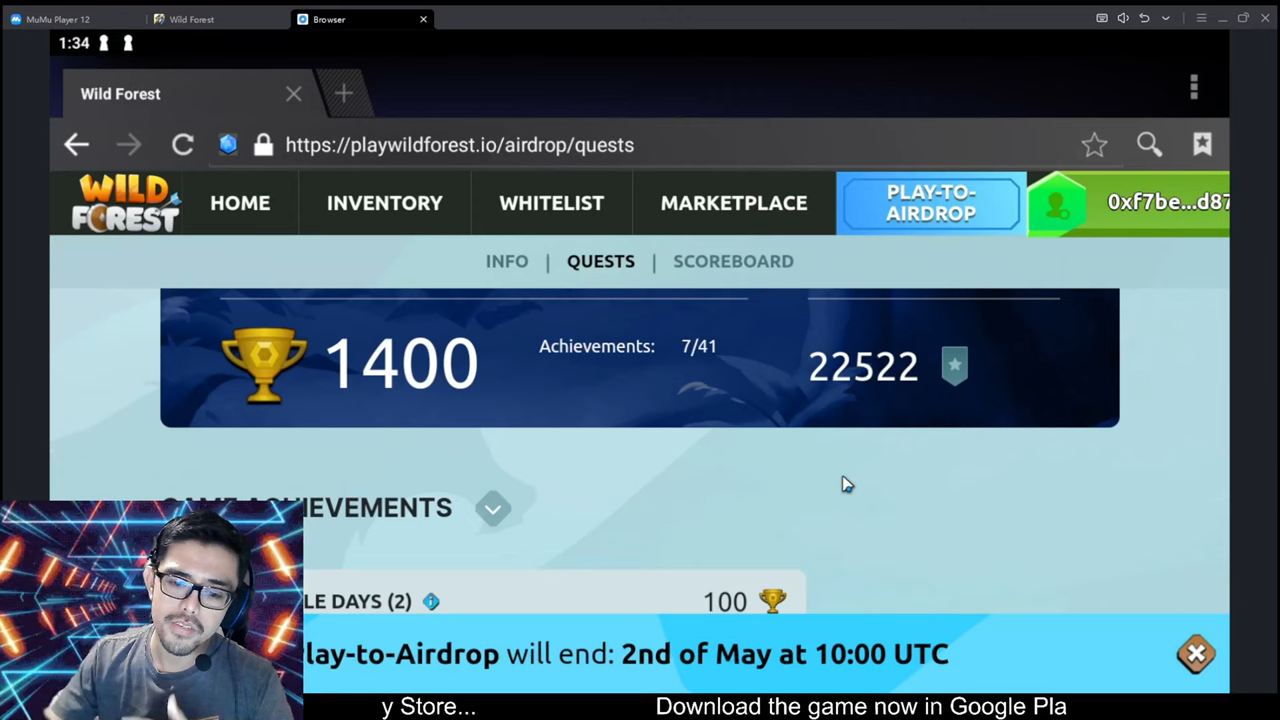 MuMu Player 12
Wild Forest
Browser
1:34
Wild Forest
https://playwildforest.io/airdrop/quests
WILD FOREST
HOME
INVENTORY
WHITELIST
MARKETPLACE
PLAY-TO-
AIRDROP
0xf7be...d87
INFO | QUESTS | SCOREBOARD
1400
Achievements: 7/41
22522
GAME ACHIEVEMENTS
LE DAYS (2)
100
lay-to-Airdrop will end: 2nd of May at 10:00 UTC
y Store...
Download the game now in Google Pla